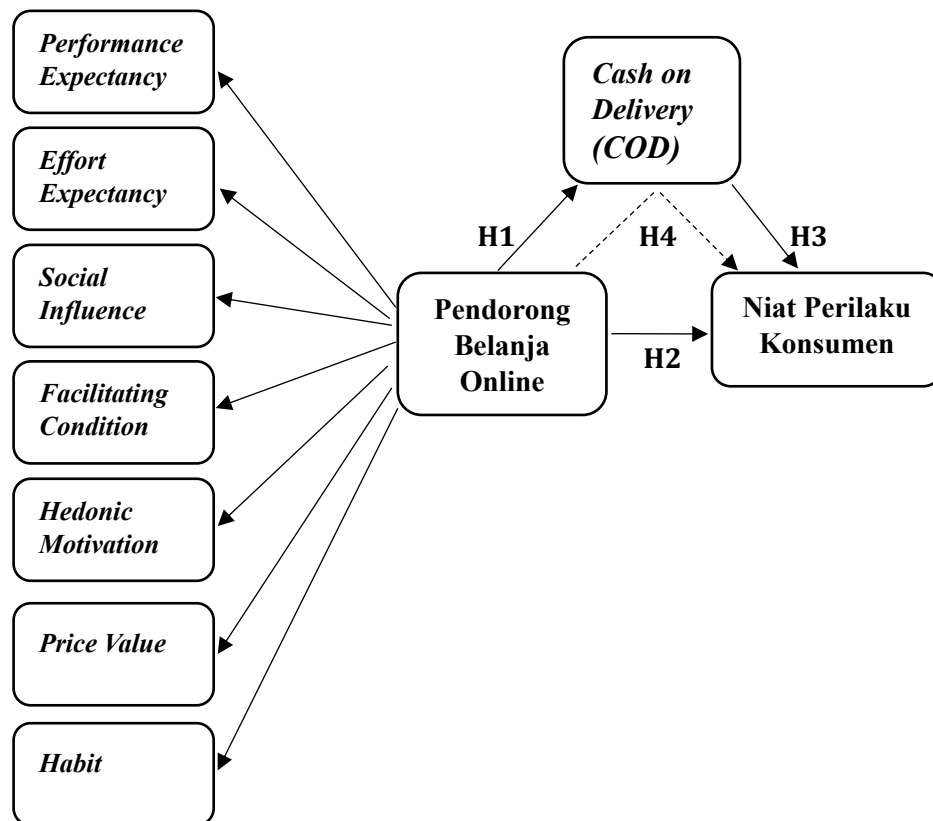 Performance
Expectancy
Effort
Expectancy
Social
Influence
Facilitating
Condition
Hedonic
Motivation
Price Value
Habit
Pendorong
Belanja
Online
Cash on
Delivery
(COD)
Niat Perilaku
Konsumen
H1
H4
H3
H2